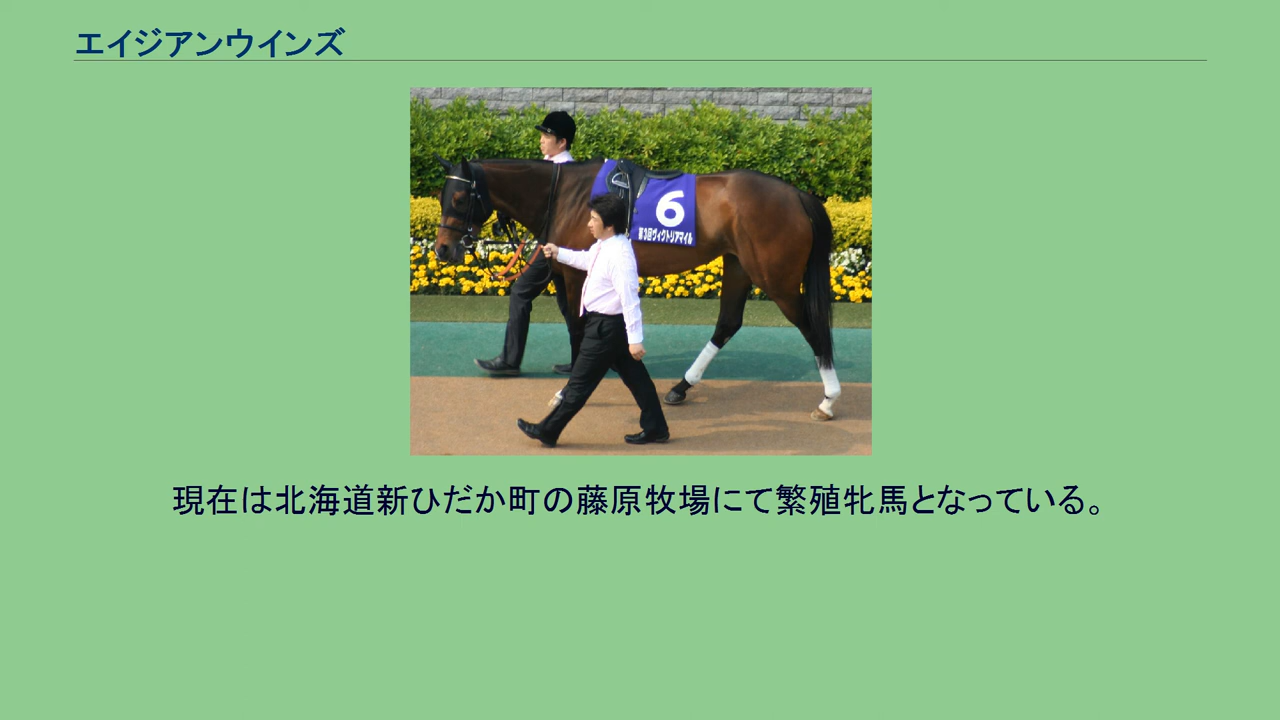 エイジアンウインズ
6
第3回ヴィクトリアマイル
現在は北海道新ひだか町の藤原牧場にて繁殖牝馬となっている。